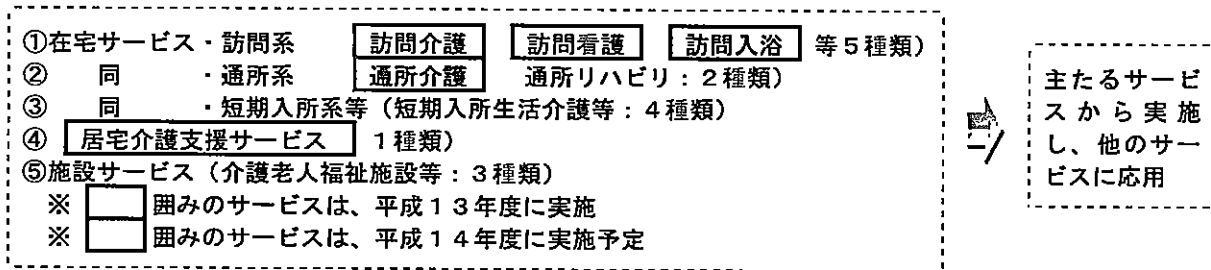 ①在宅サービス・訪問系 訪問介護 訪問看護 訪問入浴 等5種類)
② 同 ・通所系 通所介護 通所リハビリ:2種類)
③ 同 ・短期入所系等(短期入所生活介護等:4種類)
④ 居宅介護支援サービス 1種類)
⑤施設サービス(介護老人福祉施設等:3種類)
※ 囲みのサービスは、平成13年度に実施
※ 囲みのサービスは、平成14年度に実施予定
主たるサービ
スから実施
し、他のサー
ビスに応用